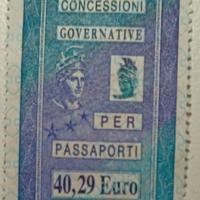 CONCESSIONI
GOVERNATIVE
PER
PASSAPORTI
40,29 Euro